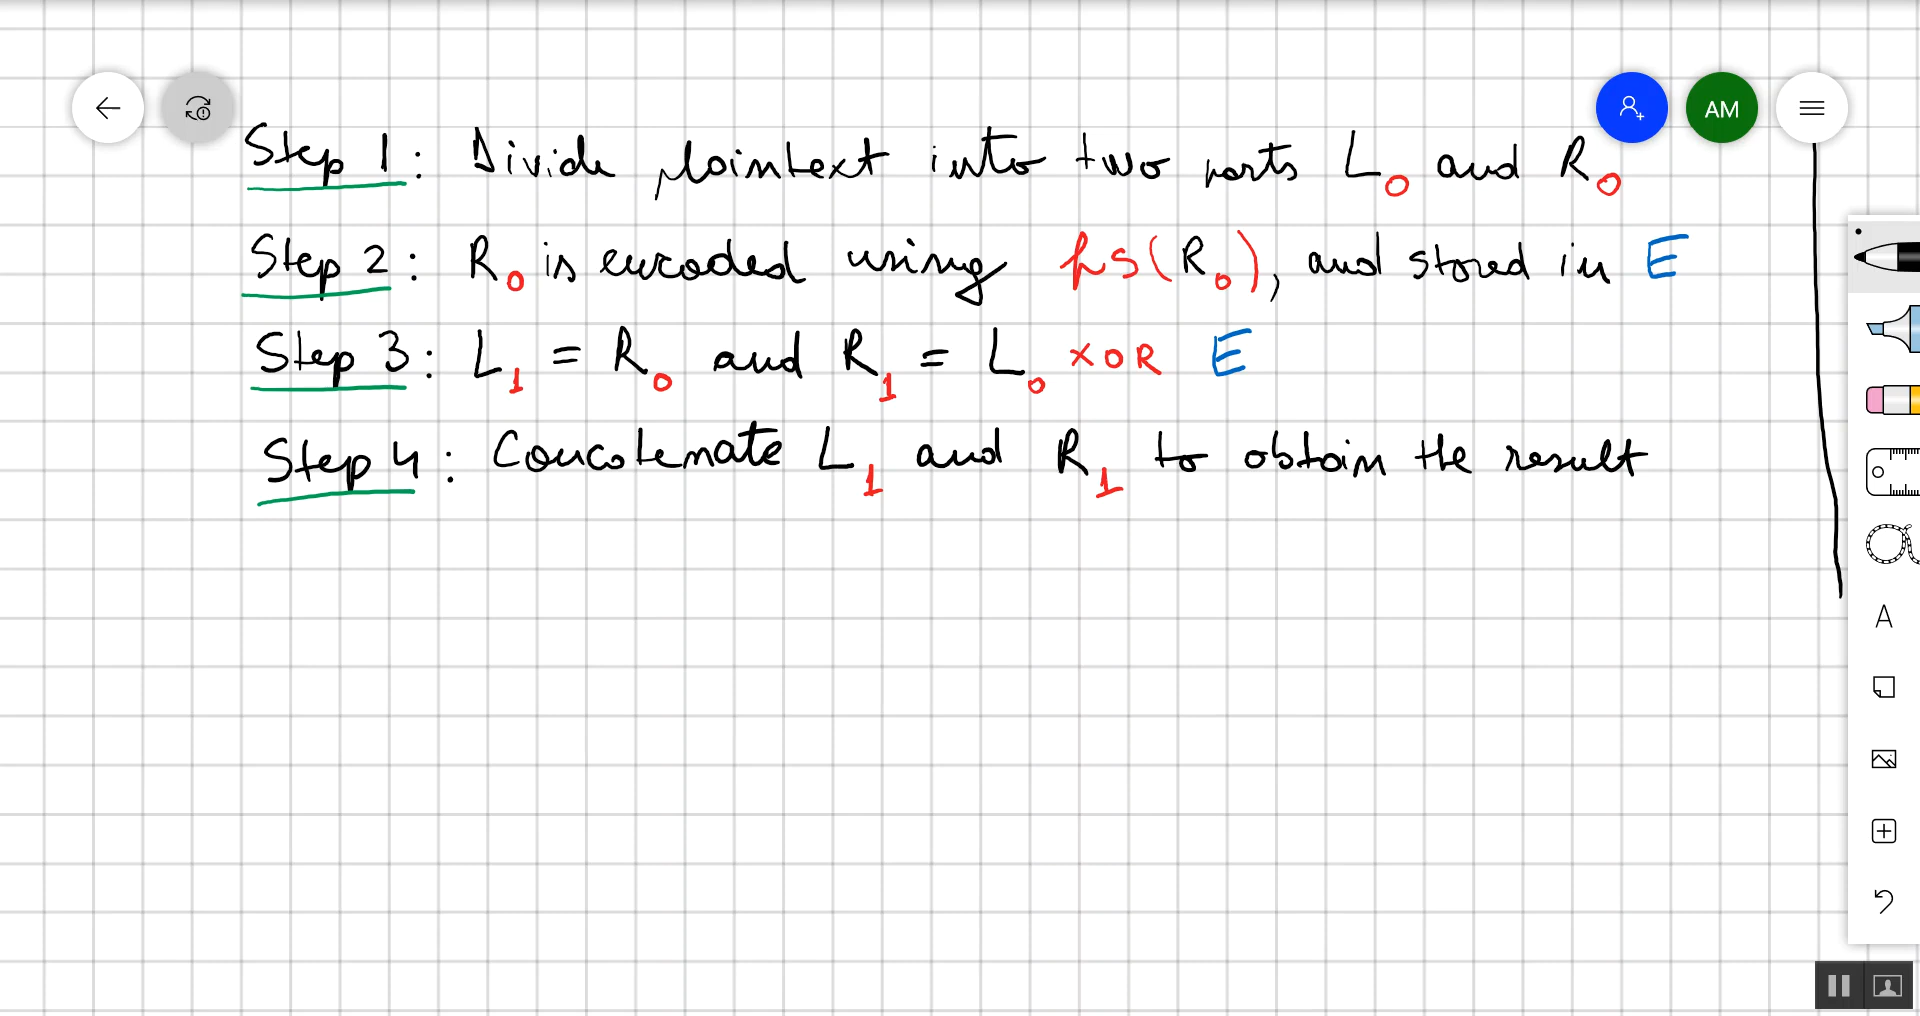 AM
Step 1: Divide plaintext into two parts L0 and R0
Step 2: R0 is encoded using fs(R0), and stored in E
Step 3: L1 = R0 and R1 = L0 XOR E
Step 4: Concatenate L1 and R1 to obtain the result
A